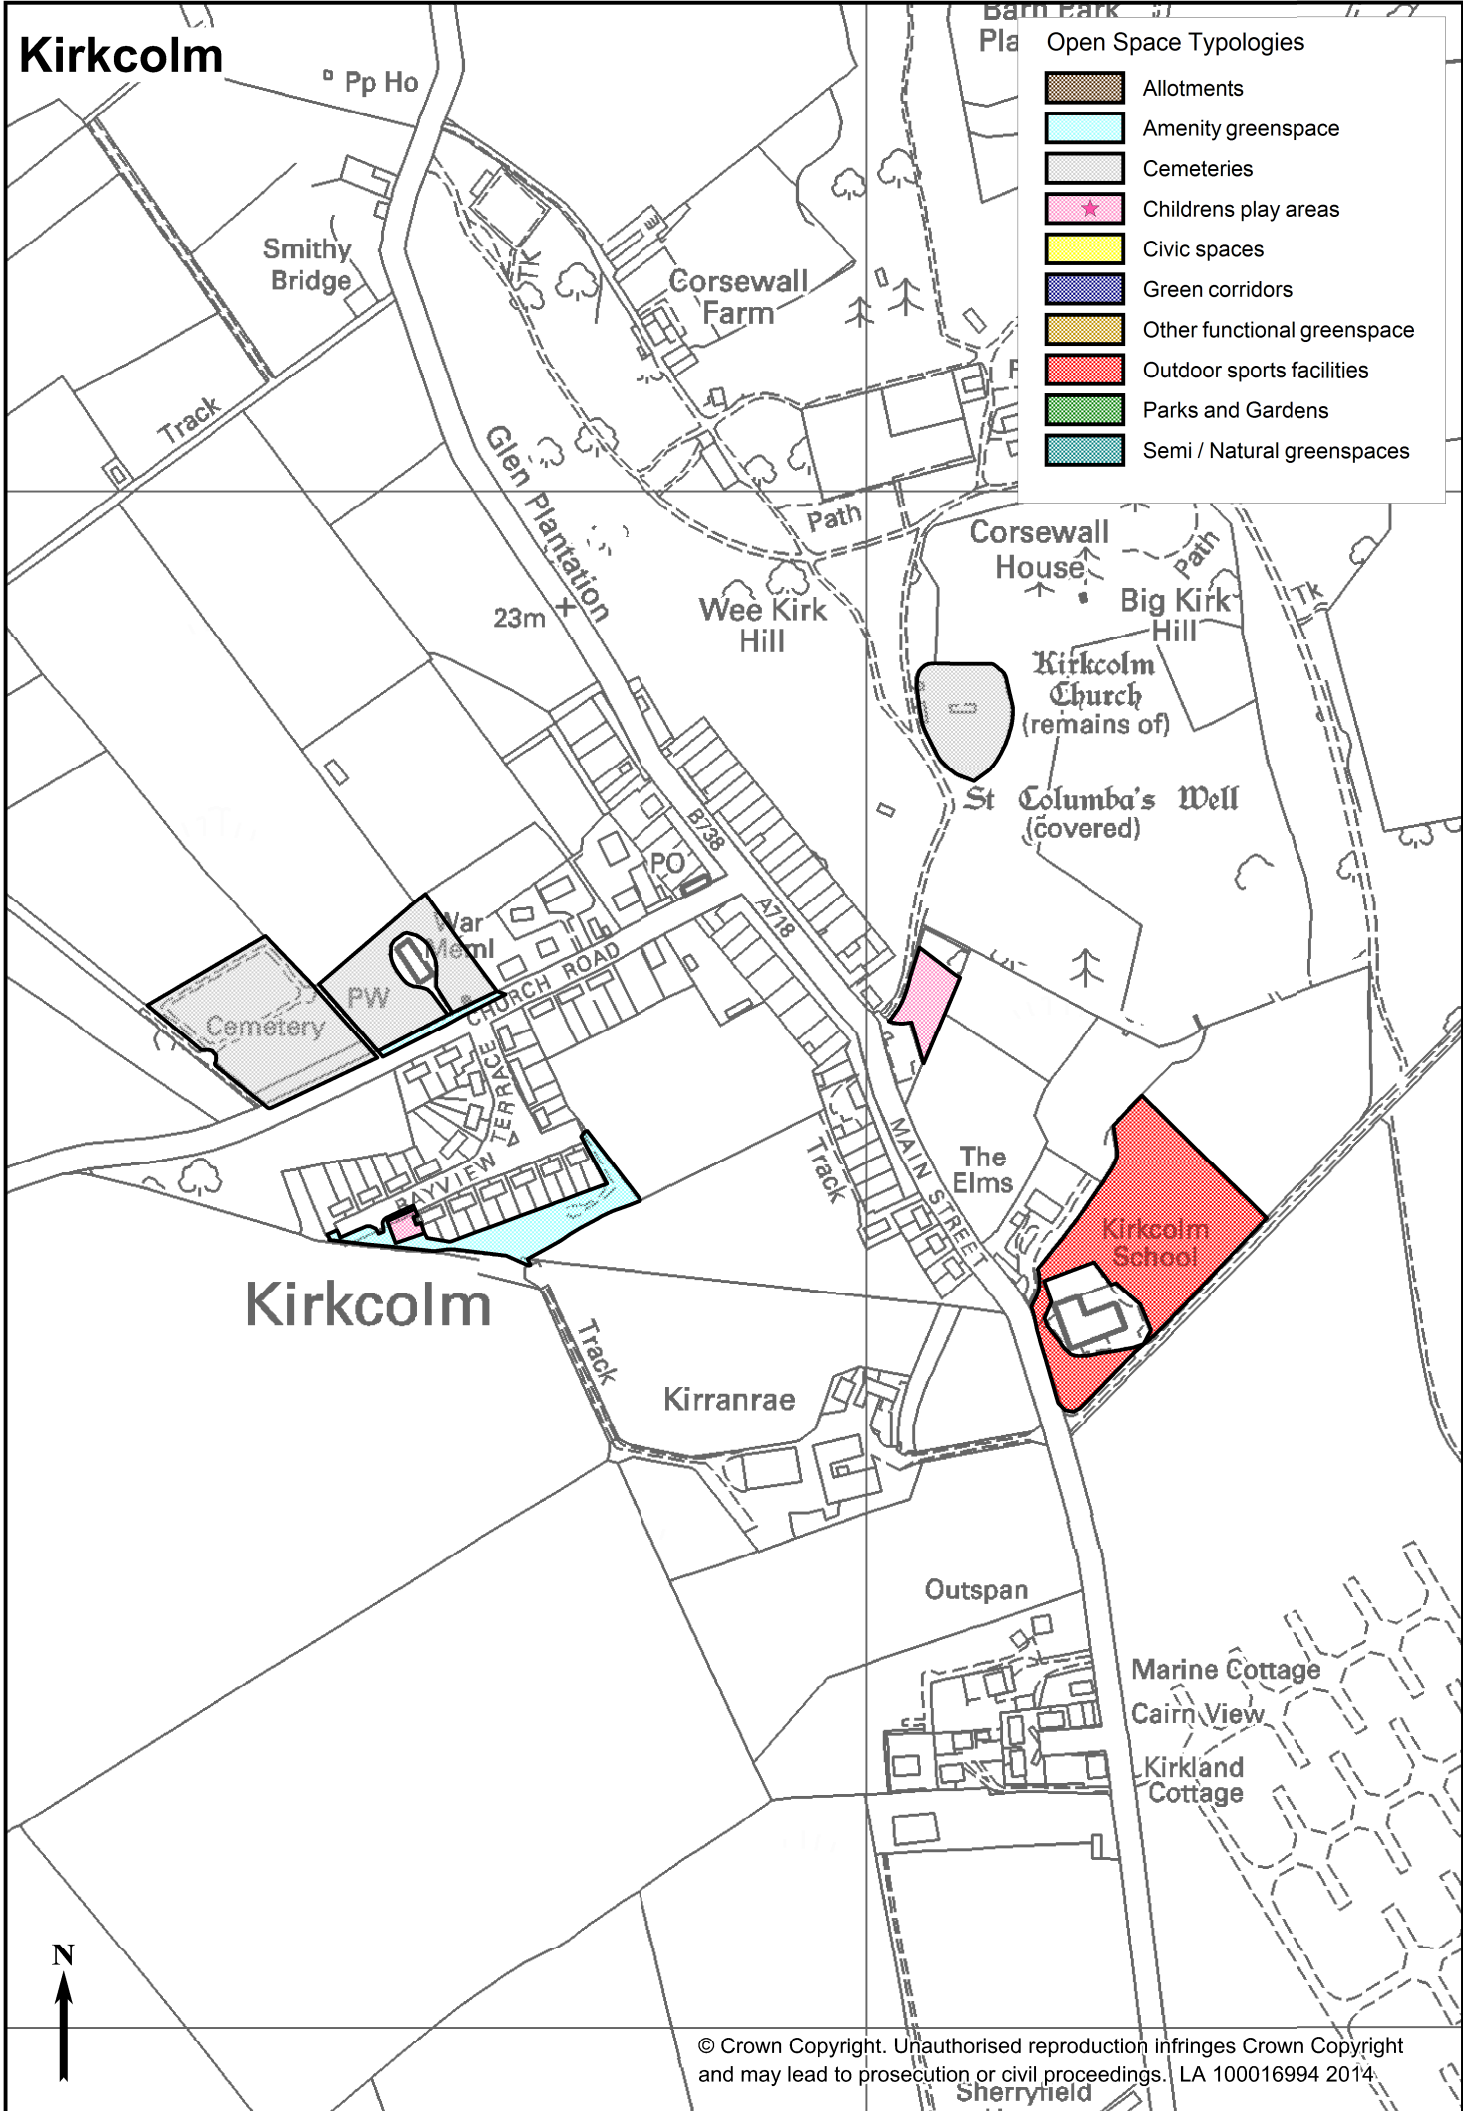 Kirkcolm
Pp Ho
Barn Park
Pla
Open Space Typologies
Allotments
Amenity greenspace
Cemeteries
Childrens play areas
Civic spaces
Green corridors
Other functional greenspace
Outdoor sports facilities
Parks and Gardens
Semi / Natural greenspaces
Smithy
Bridge
TK
Corsewall
Farm
Track
Glen Plantation
Path
23m
Wee Kirk
Hill
Corsewall
House
Path
Big Kirk
Hill
Tk
Kirkcolm
Church
(remains of)
St Columba's Well
(covered)
B738
PO
A718
War
Meml
PW
Cemetery
CHURCH ROAD
TERRACE
BAYVIEW
Track
MAIN STREET
The
Elms
Kirkcolm
School
Kirkcolm
Track
Kirranrae
Outspan
Marine Cottage
Cairn View
Kirkland
Cottage
N
© Crown Copyright. Unauthorised reproduction infringes Crown Copyright
and may lead to prosecution or civil proceedings. LA 100016994 2014
Sherryfield